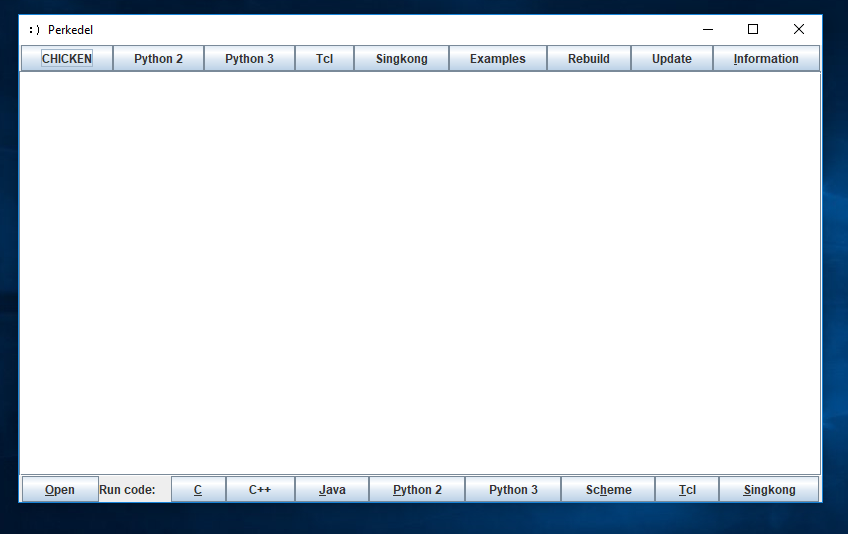 :) Perkedel
CHICKEN Python 2 Python 3 Tcl Singkong Examples Rebuild Update Information
Open Run code: C C++ Java Python 2 Python 3 Scheme Tcl Singkong